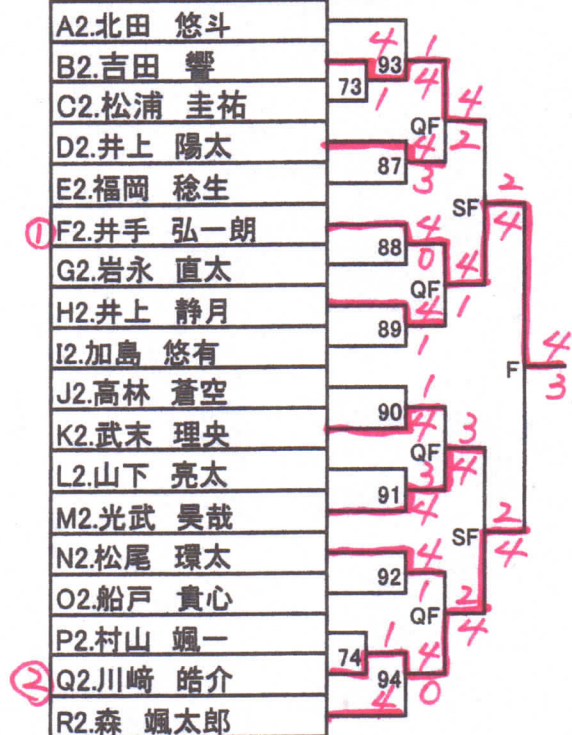 A2.北田 悠斗
B2.吉田 響
C2.松浦 圭祐
D2.井上 陽太
E2.福岡 稔生
① F2.井手 弘一朗
G2.岩永 直太
H2.井上 静月
I2.加島 悠有
J2.高林 蒼空
K2.武末 理央
L2.山下 亮太
M2.光武 昊哉
N2.松尾 環太
O2.船戸 貴心
P2.村山 颯一
② Q2.川﨑 皓介
R2.森 颯太郎
73
4 93
1
87
4
3
88
4
0
89
4
1
90
1
4
91
3
4
92
4
1
74
1
94
4
QF
1
4
QF
4
1
QF
3
4
QF
4
0
SF
4
2
SF
2
4
F
2
4
2
4
4
3